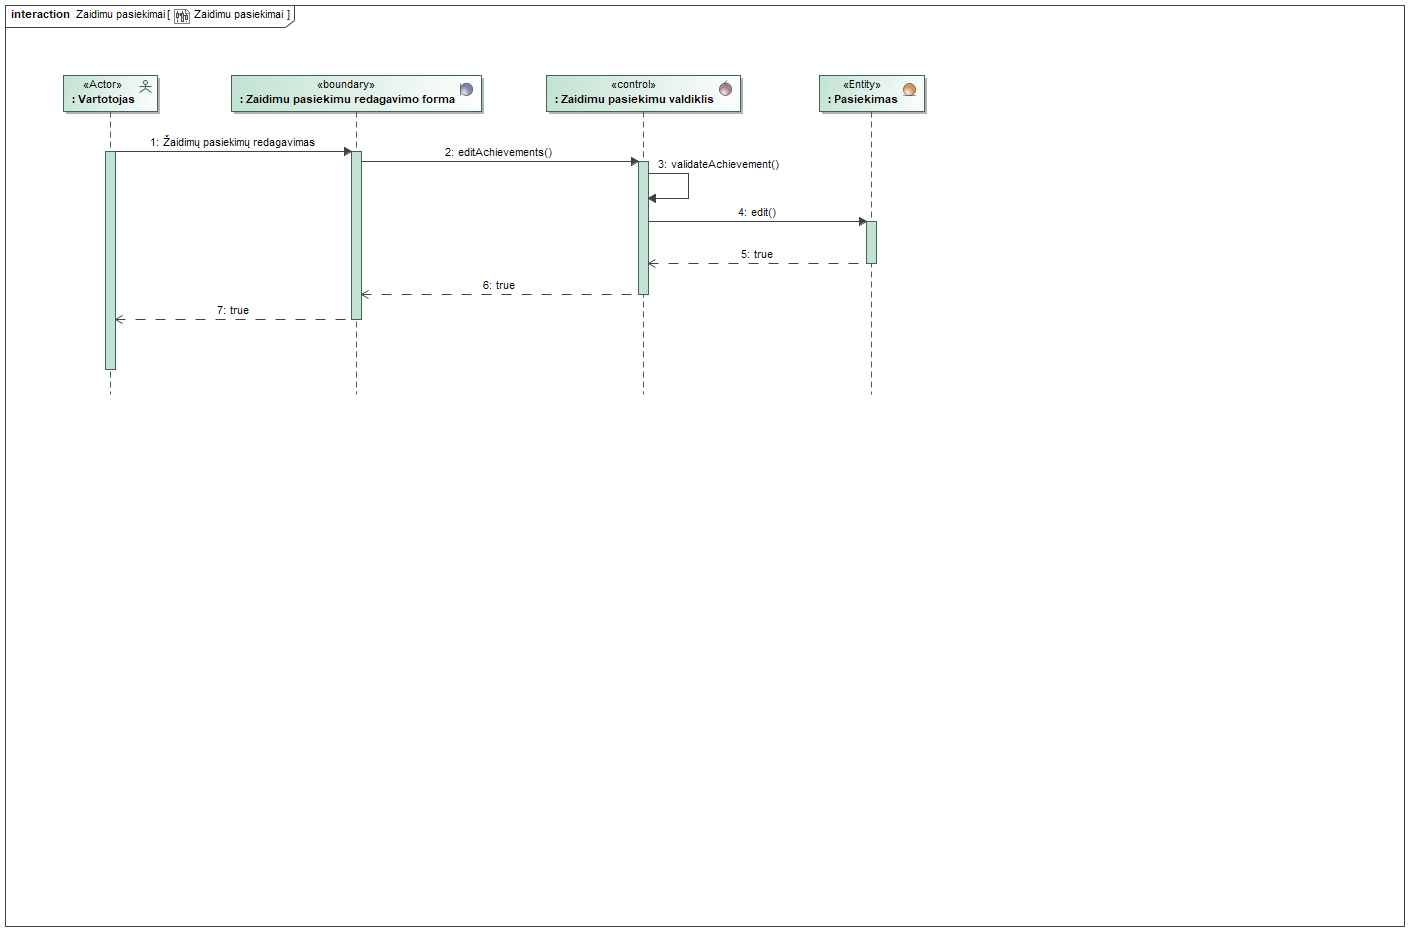 interaction Zaidimu pasiekimai[ Zaidimu pasiekimai ]
«Actor»
: Vartotojas
«boundary»
: Zaidimu pasiekimu redagavimo forma
«control»
: Zaidimu pasiekimu valdiklis
«Entity»
: Pasiekimas
1: Žaidimų pasiekimų redagavimas
2: editAchievements()
3: validateAchievement()
4: edit()
5: true
6: true
7: true